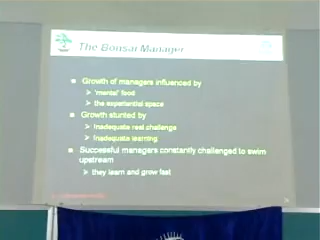 The Bonsai Manager
Growth of managers influenced by
'mental' food
the experiential space
Growth stunted by
Inadequate real challenge
Inadequate learning
Successful managers constantly challenged to swim
upstream
they learn and grow fast